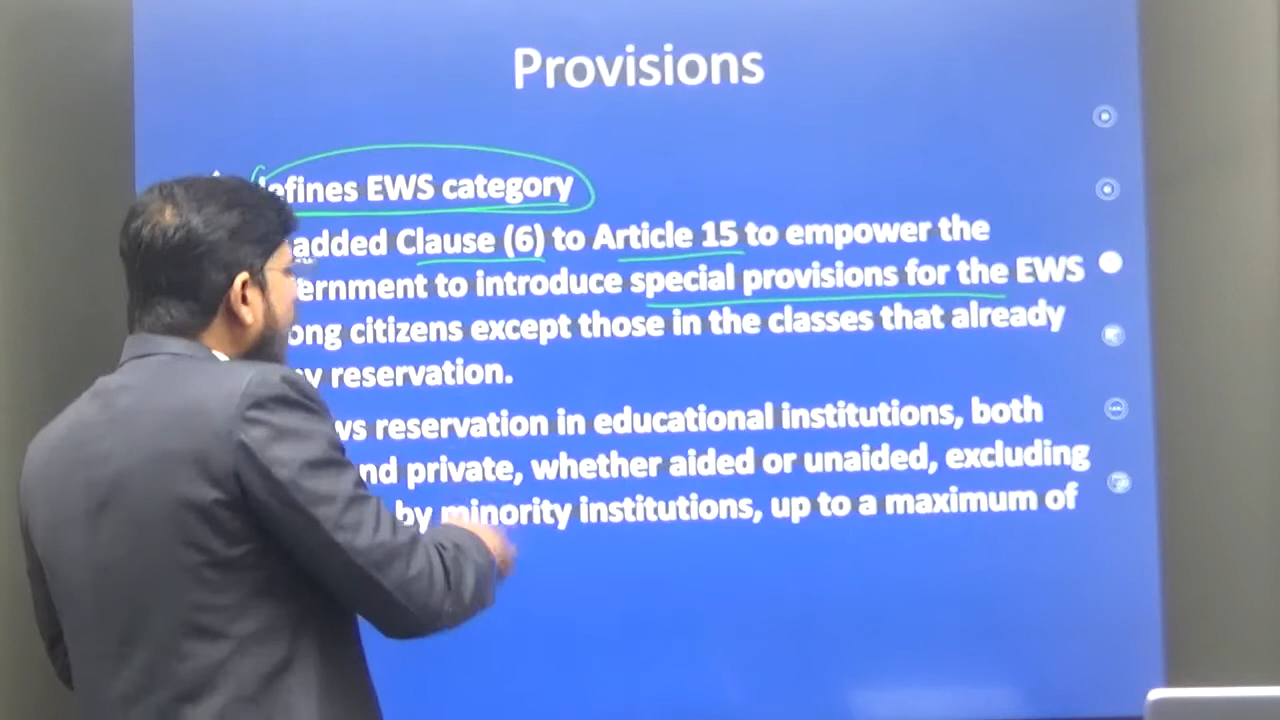 Provisions
efines EWS category
added Clause (6) to Article 15 to empower the
ernment to introduce special provisions for the EWS
ong citizens except those in the classes that already
y reservation.
ws reservation in educational institutions, both
nd private, whether aided or unaided, excluding
by minority institutions, up to a maximum of